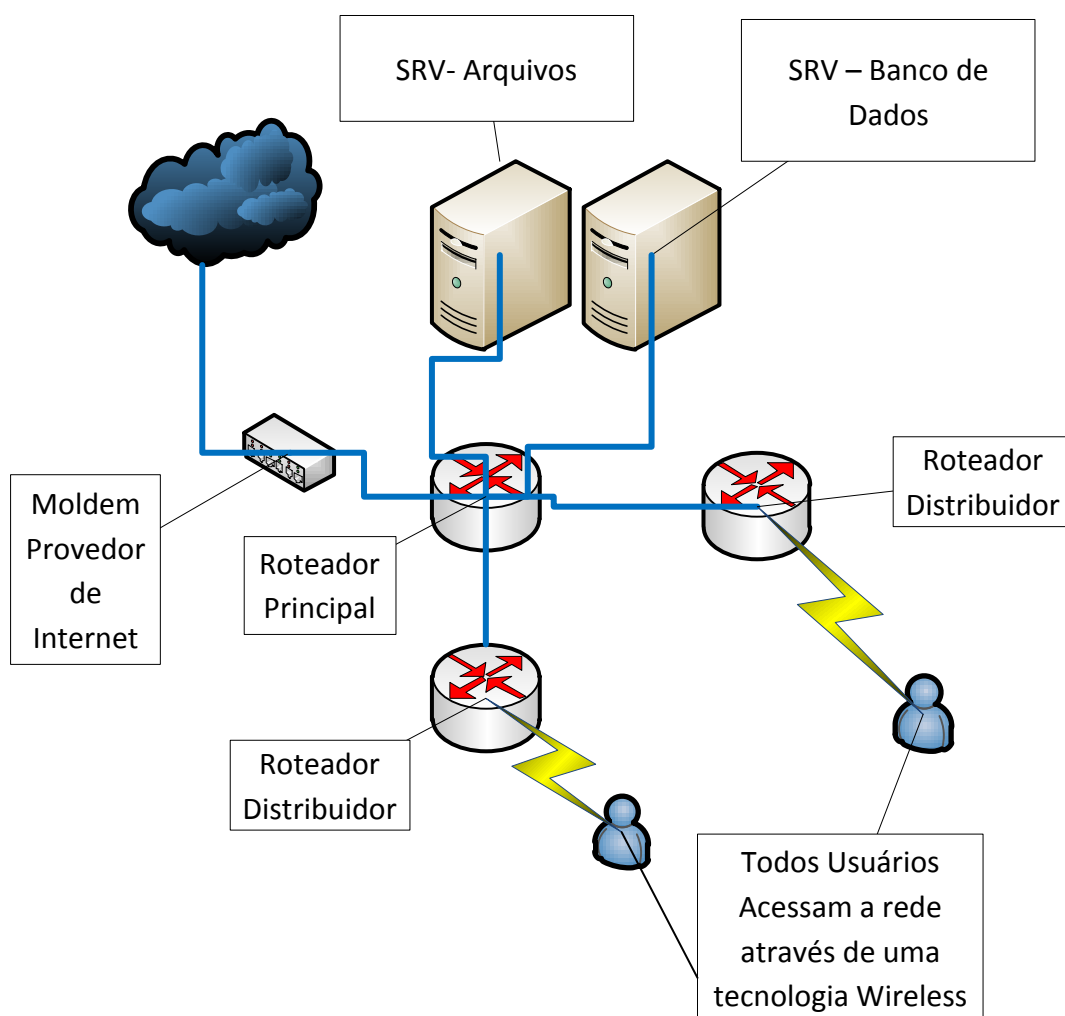 SRV- Arquivos
SRV – Banco de
Dados
Moldem
Provedor
de
Internet
Roteador
Principal
Roteador
Distribuidor
Roteador
Distribuidor
Todos Usuários
Acessam a rede
através de uma
tecnologia Wireless